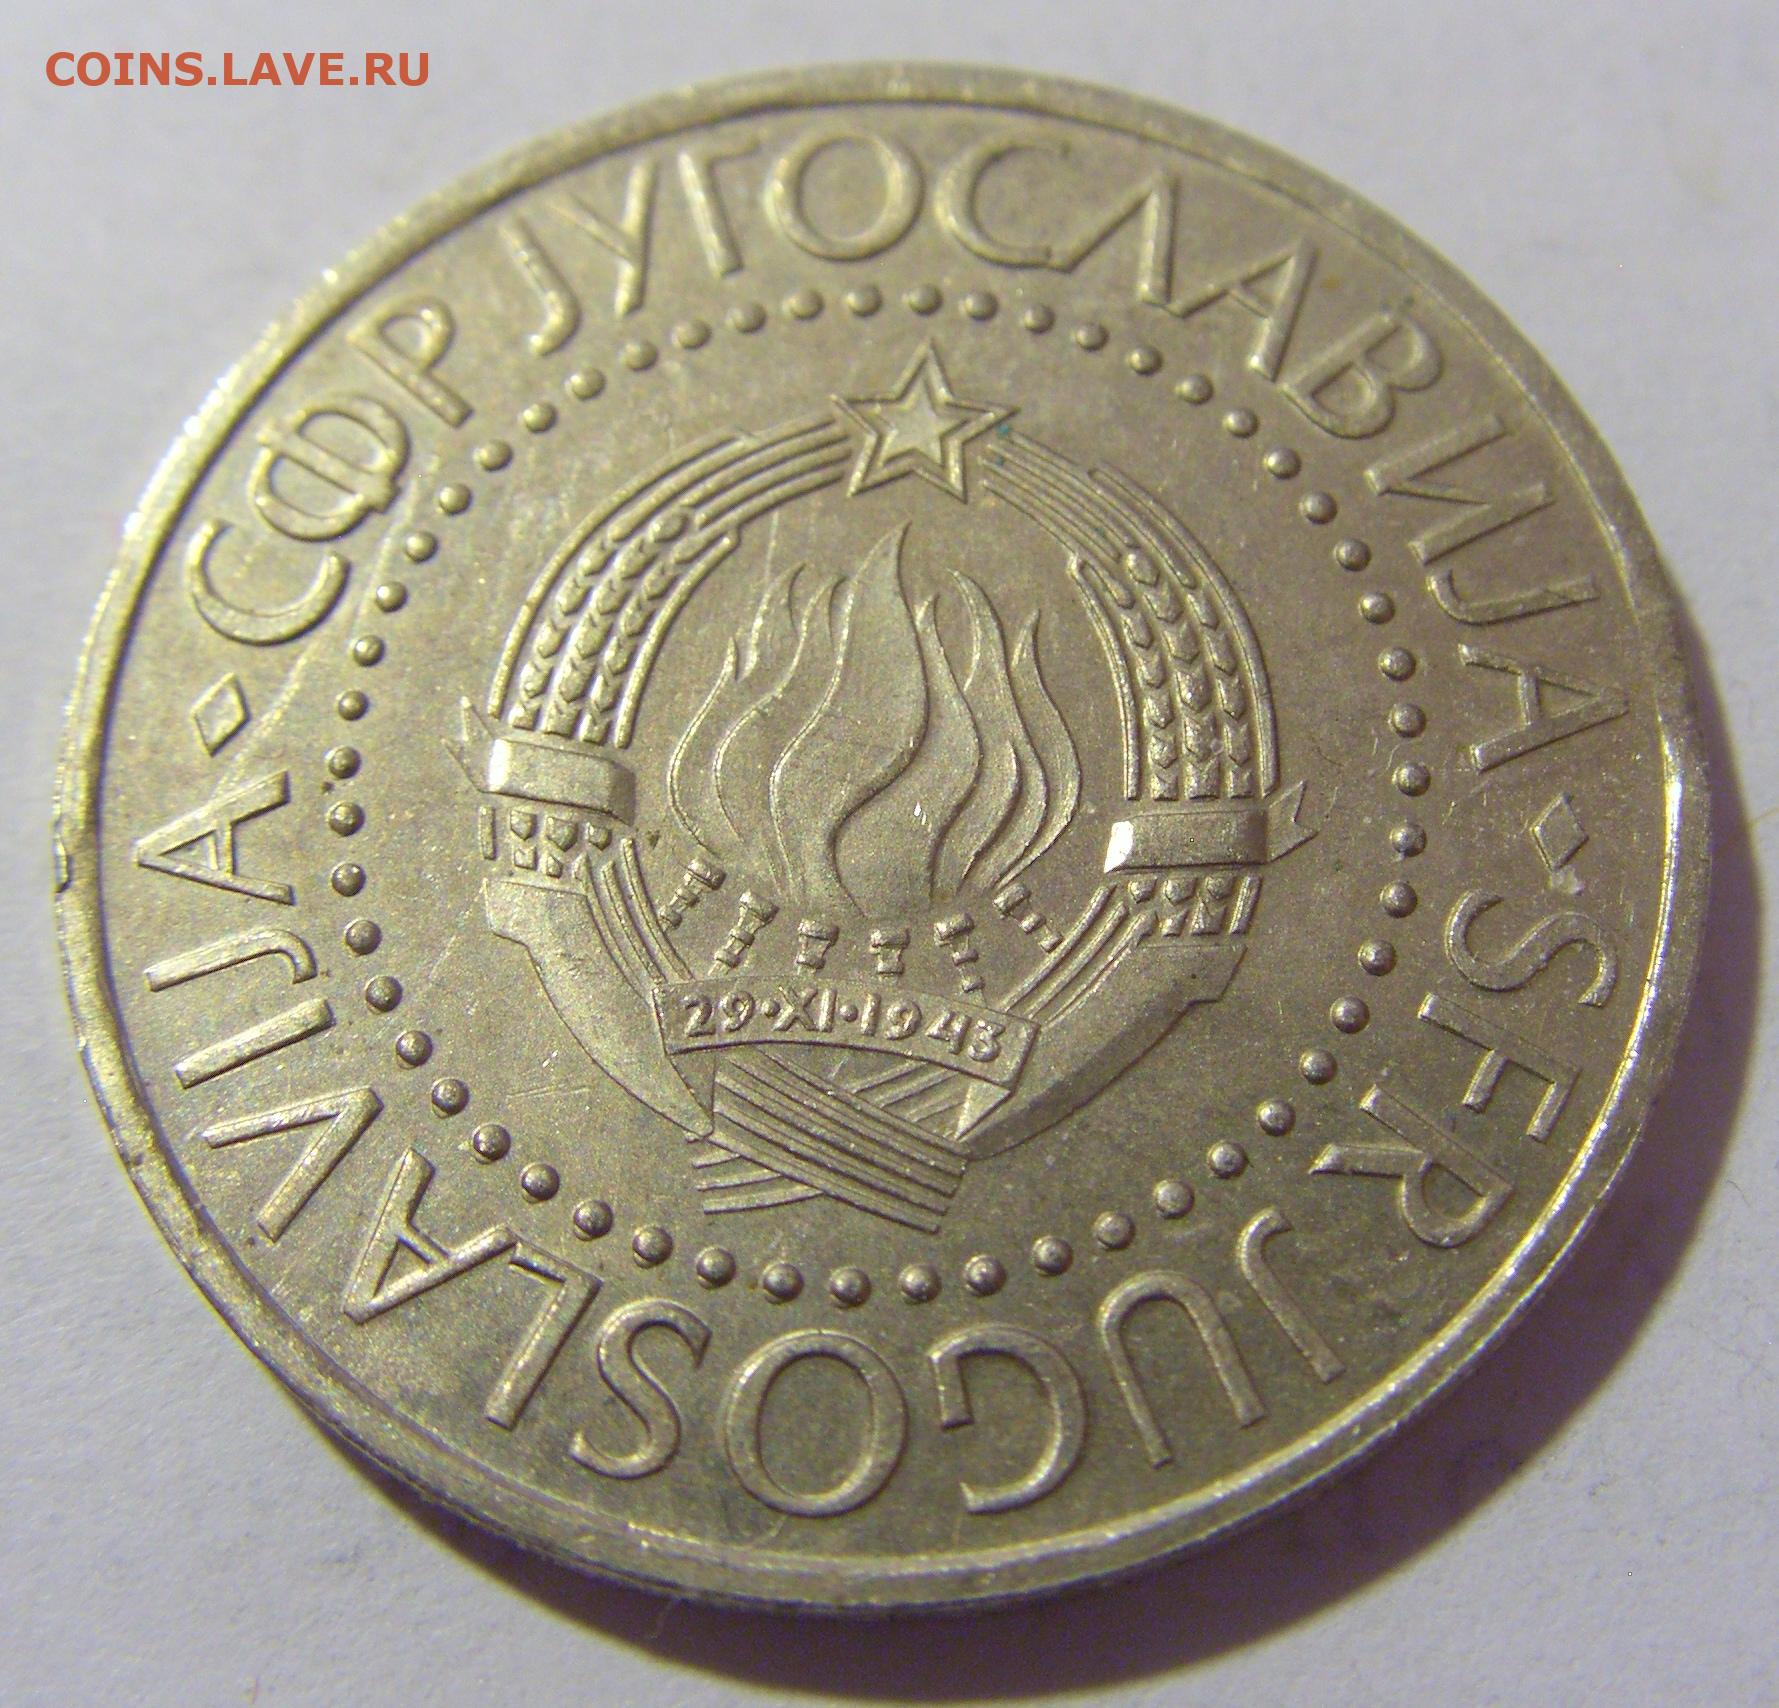 COINS.LAVE.RU
СФР ЈУГОСЛАВИЈА
SFR JUGOSLAVIJA
29·XI·1943